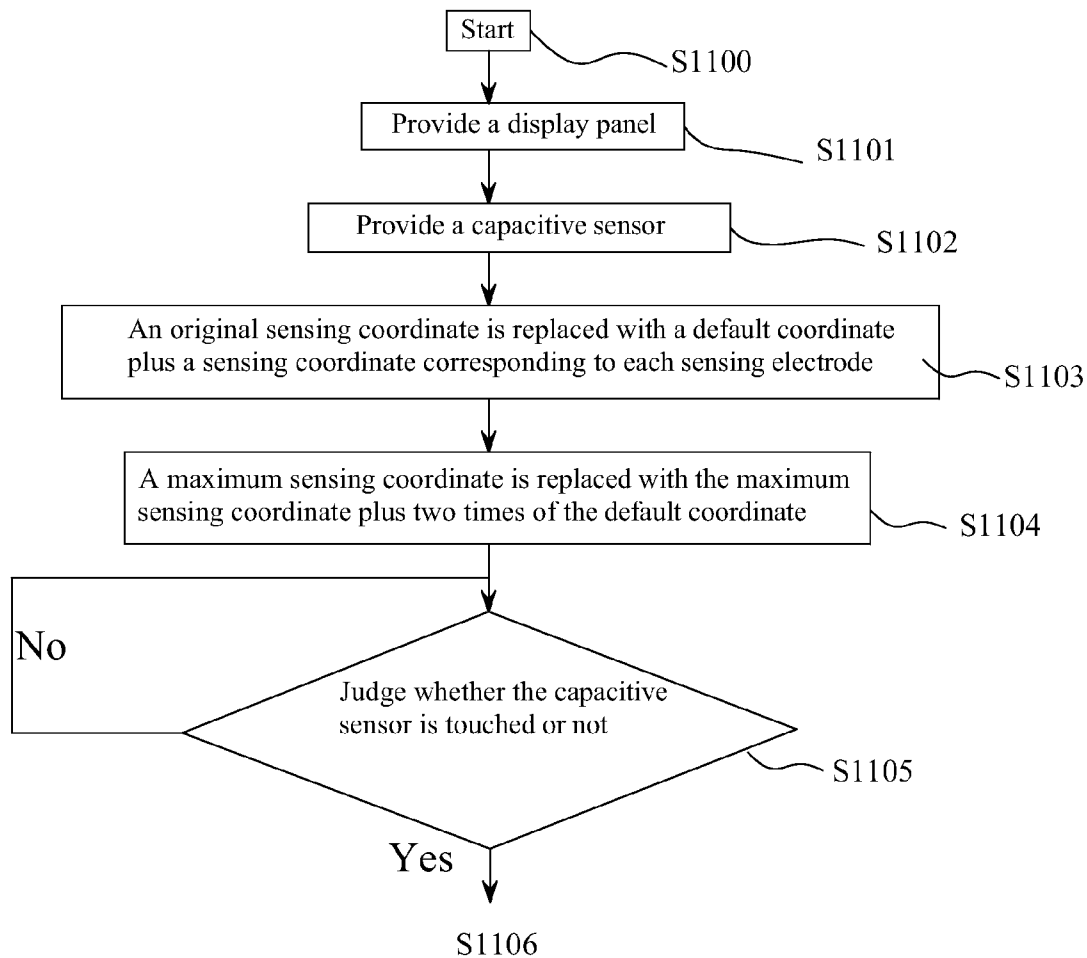 Start
S1100
Provide a display panel
S1101
Provide a capacitive sensor
S1102
An original sensing coordinate is replaced with a default coordinate
plus a sensing coordinate corresponding to each sensing electrode
S1103
A maximum sensing coordinate is replaced with the maximum
sensing coordinate plus two times of the default coordinate
S1104
No
Judge whether the capacitive
sensor is touched or not
S1105
Yes
S1106